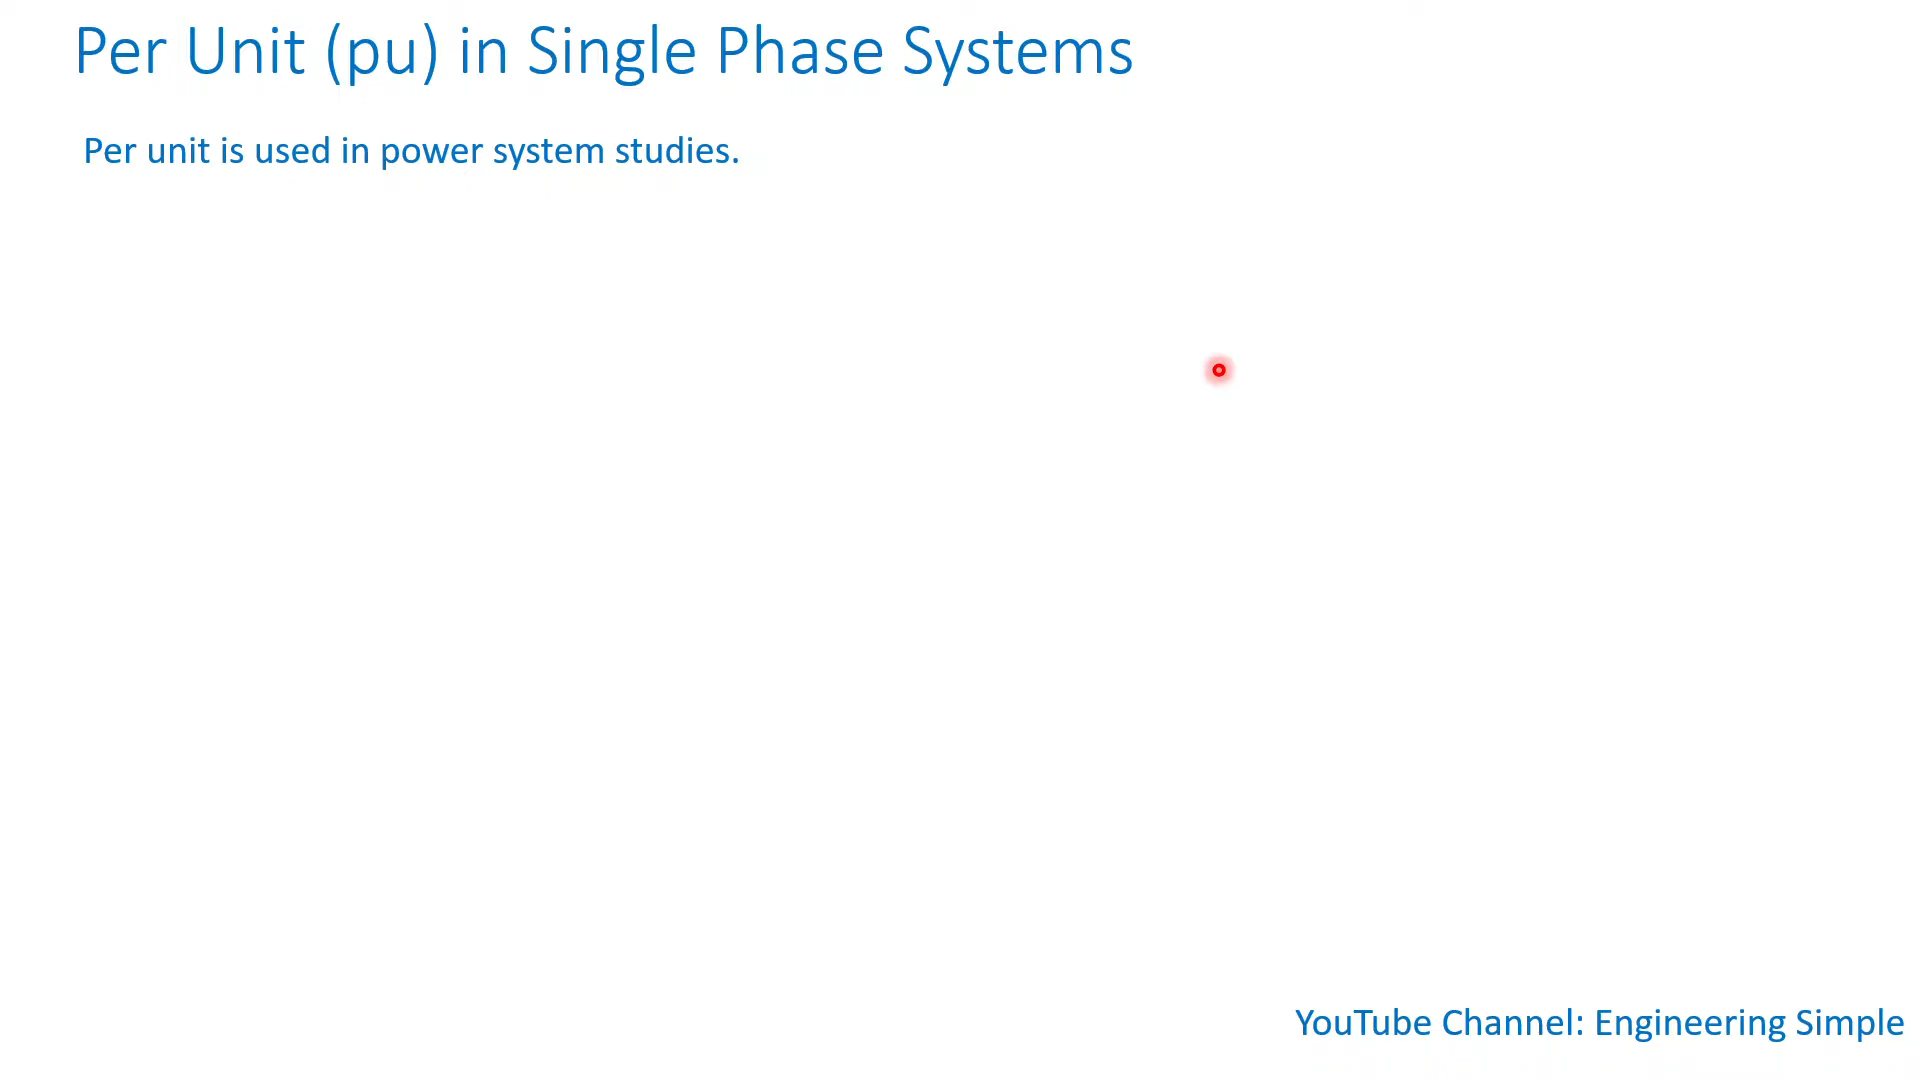 Per Unit (pu) in Single Phase Systems
Per unit is used in power system studies.
YouTube Channel: Engineering Simple